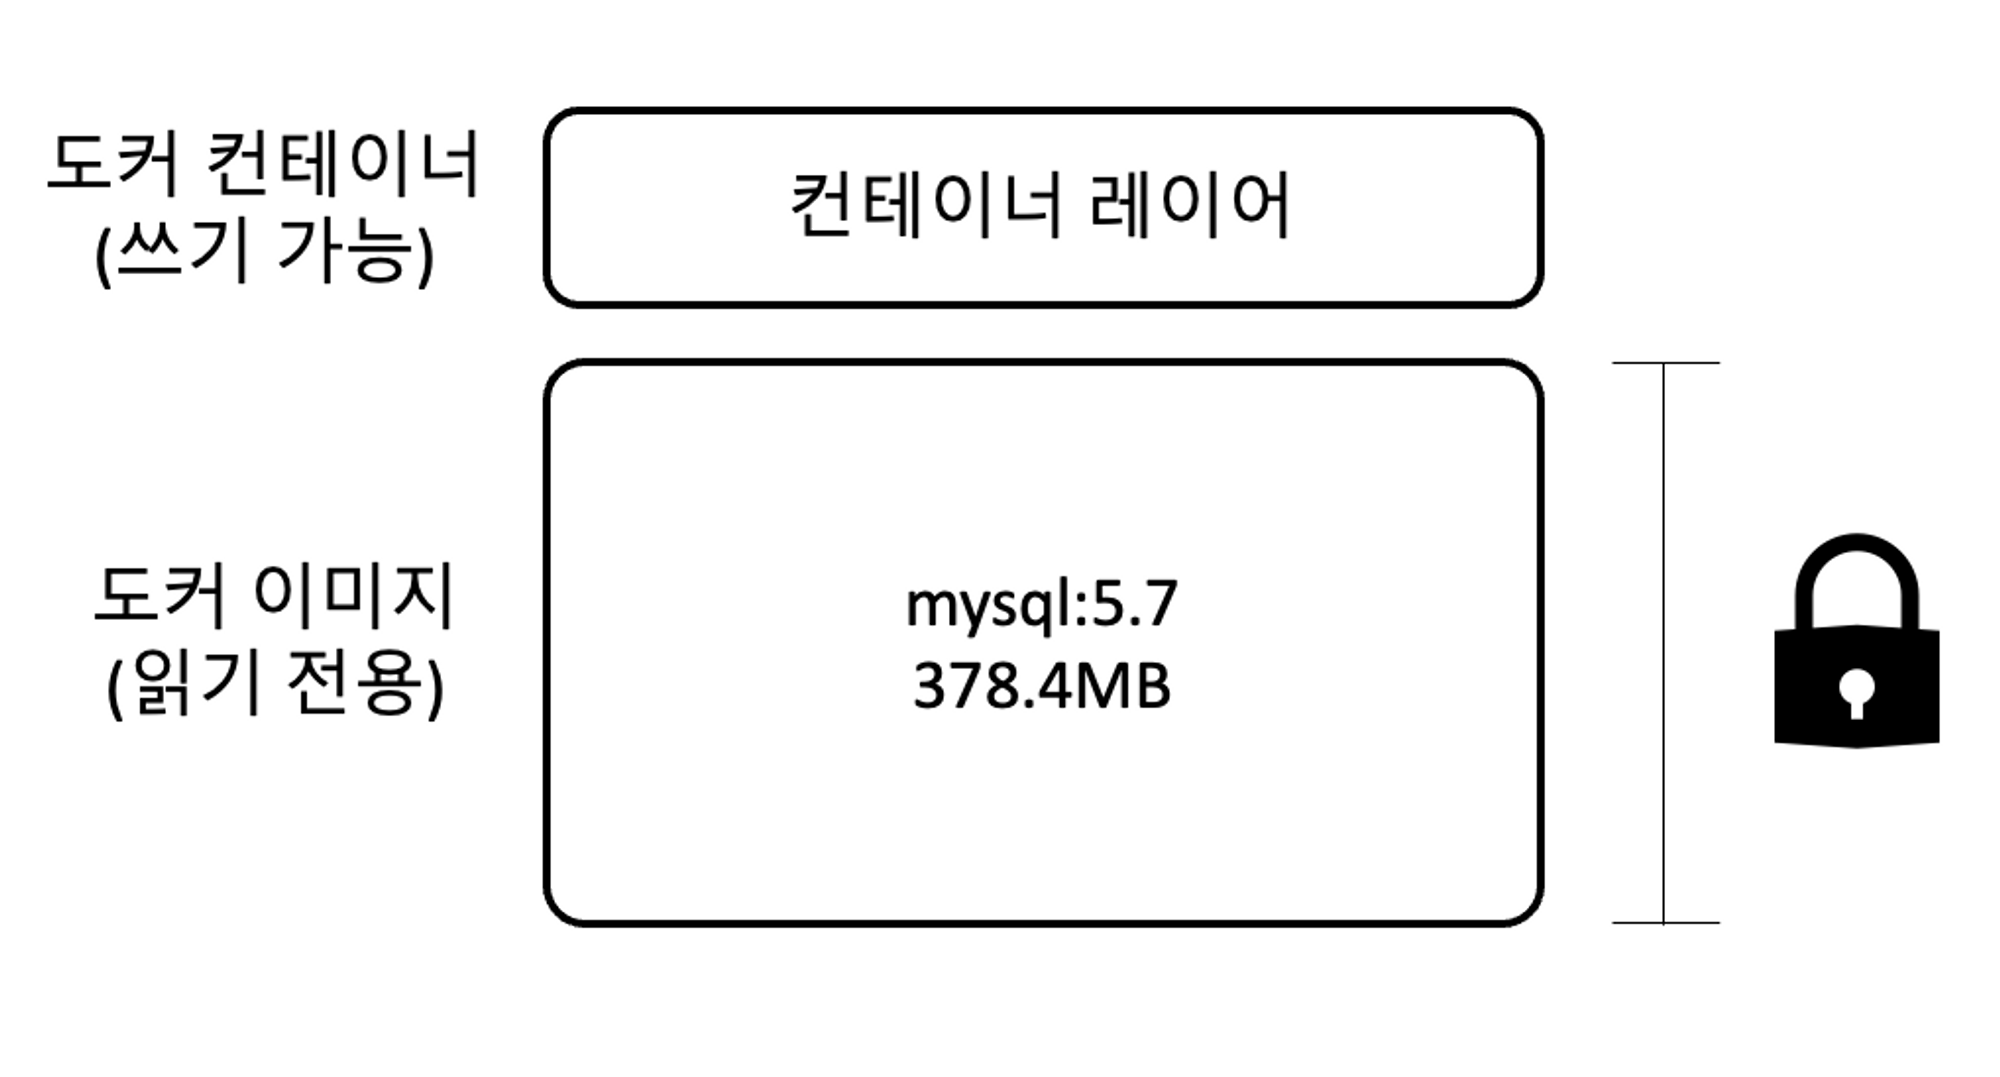 도커 컨테이너
(쓰기 가능)
컨테이너 레이어
도커 이미지
(읽기 전용)
mysql:5.7
378.4MB